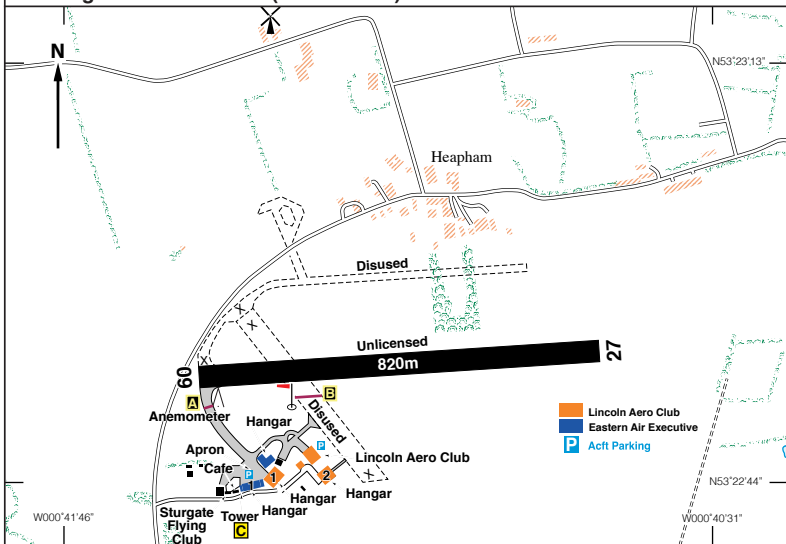 N
N53°23'13"
Heapham
Disused
Unlicensed
820m
09
27
A
B
Anemometer
Hangar
Disused
P
Lincoln Aero Club
Eastern Air Executive
P Acft Parking
Apron
Cafe
P
1
1
2
Lincoln Aero Club
Hangar
Hangar
Hangar
N53°22'44"
Sturgate
Flying
Club
Tower
C
W000°41'46"
W000°40'31"